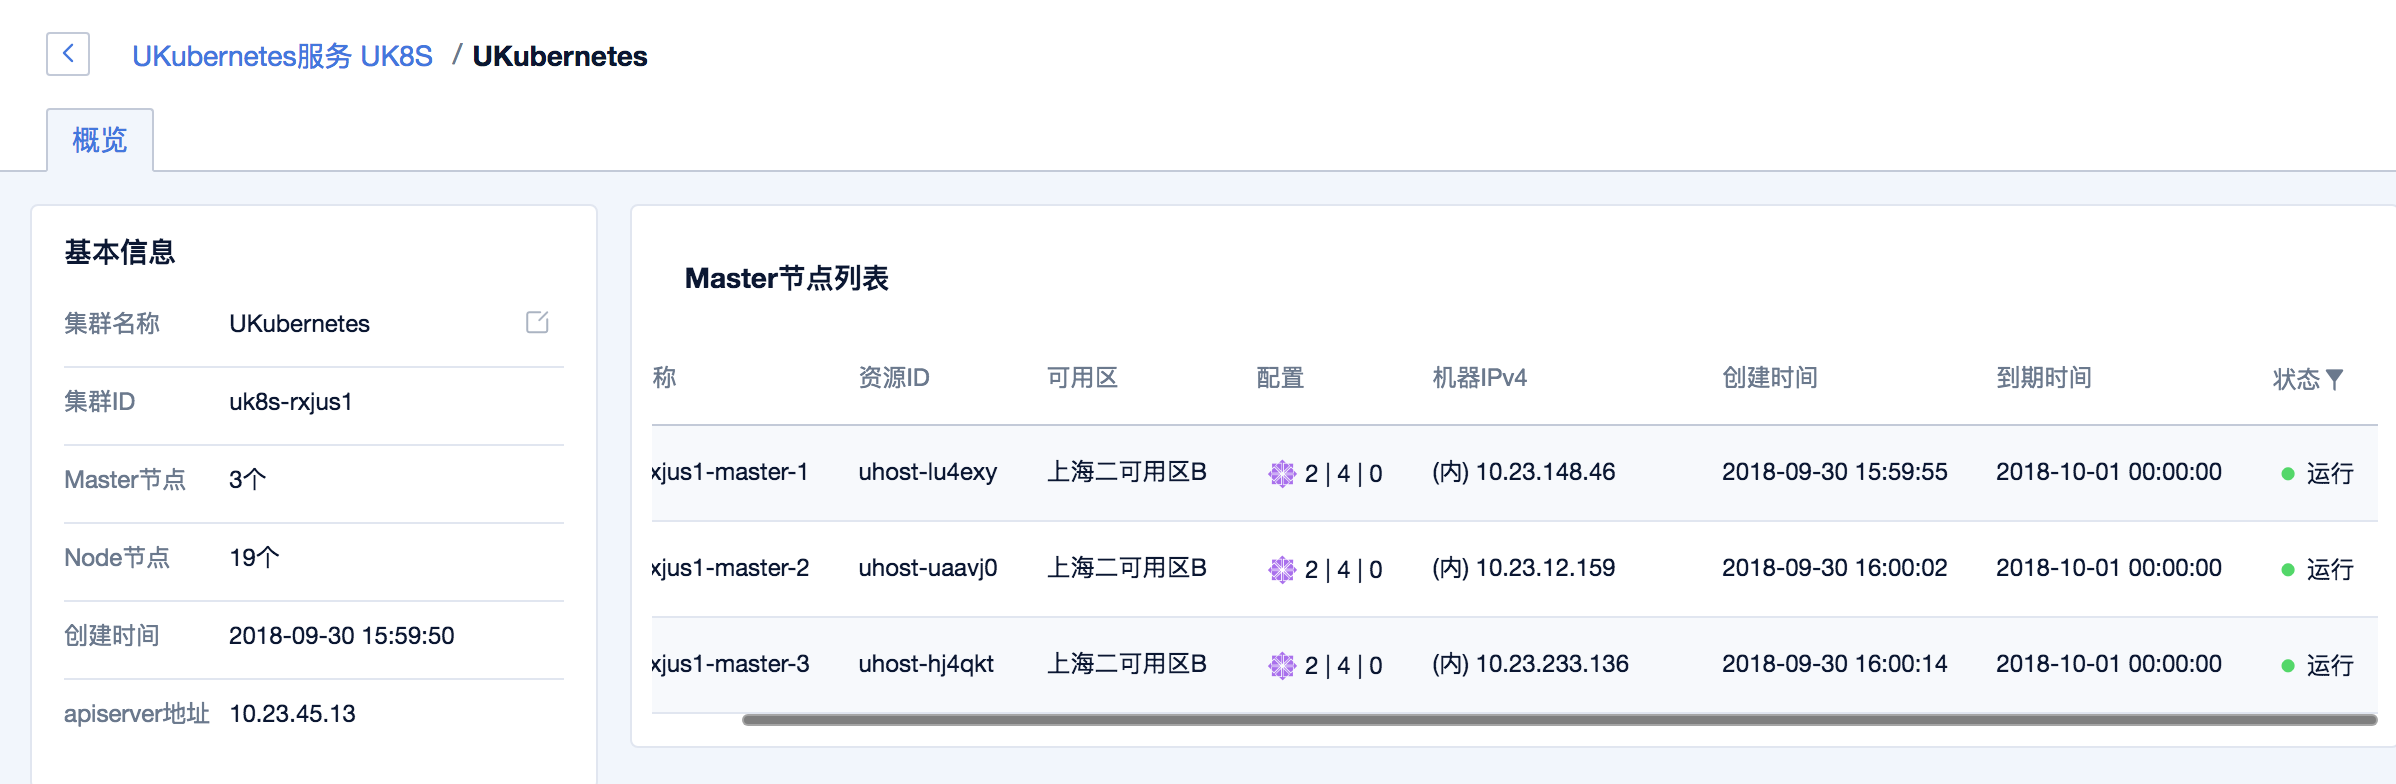 UKubernetes服务 UK8S / UKubernetes
概览
基本信息
集群名称 UKubernetes
集群ID uk8s-rxjus1
Master节点 3个
Node节点 19个
创建时间 2018-09-30 15:59:50
apiserver地址 10.23.45.13
Master节点列表
称 资源ID 可用区 配置 机器IPv4 创建时间 到期时间 状态
xjus1-master-1 uhost-lu4exy 上海二可用区B 2 | 4 | 0 (内) 10.23.148.46 2018-09-30 15:59:55 2018-10-01 00:00:00 运行
xjus1-master-2 uhost-uaavj0 上海二可用区B 2 | 4 | 0 (内) 10.23.12.159 2018-09-30 16:00:02 2018-10-01 00:00:00 运行
xjus1-master-3 uhost-hj4qkt 上海二可用区B 2 | 4 | 0 (内) 10.23.233.136 2018-09-30 16:00:14 2018-10-01 00:00:00 运行